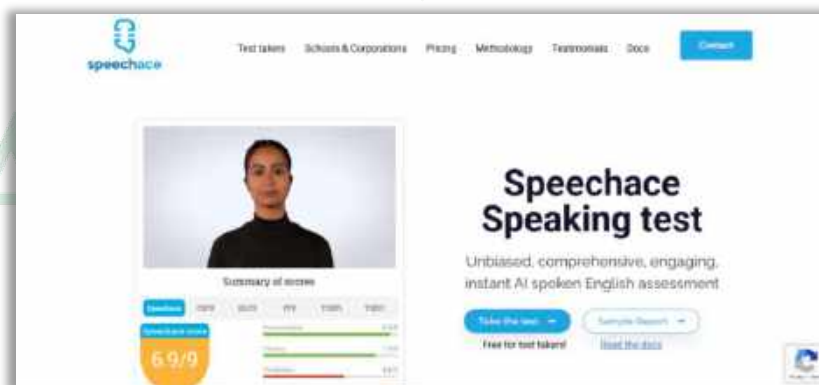 speechace
Test takers Schools & Corporations Pricing Methodology Testimonials Docs Contact
Speechace
Speaking test
Unbiased, comprehensive, engaging,
instant AI spoken English assessment
Summary of scores
Speechace
Speechace score
6.9/9
Take the test
Sample Report
Free for test takers!
Read the docs